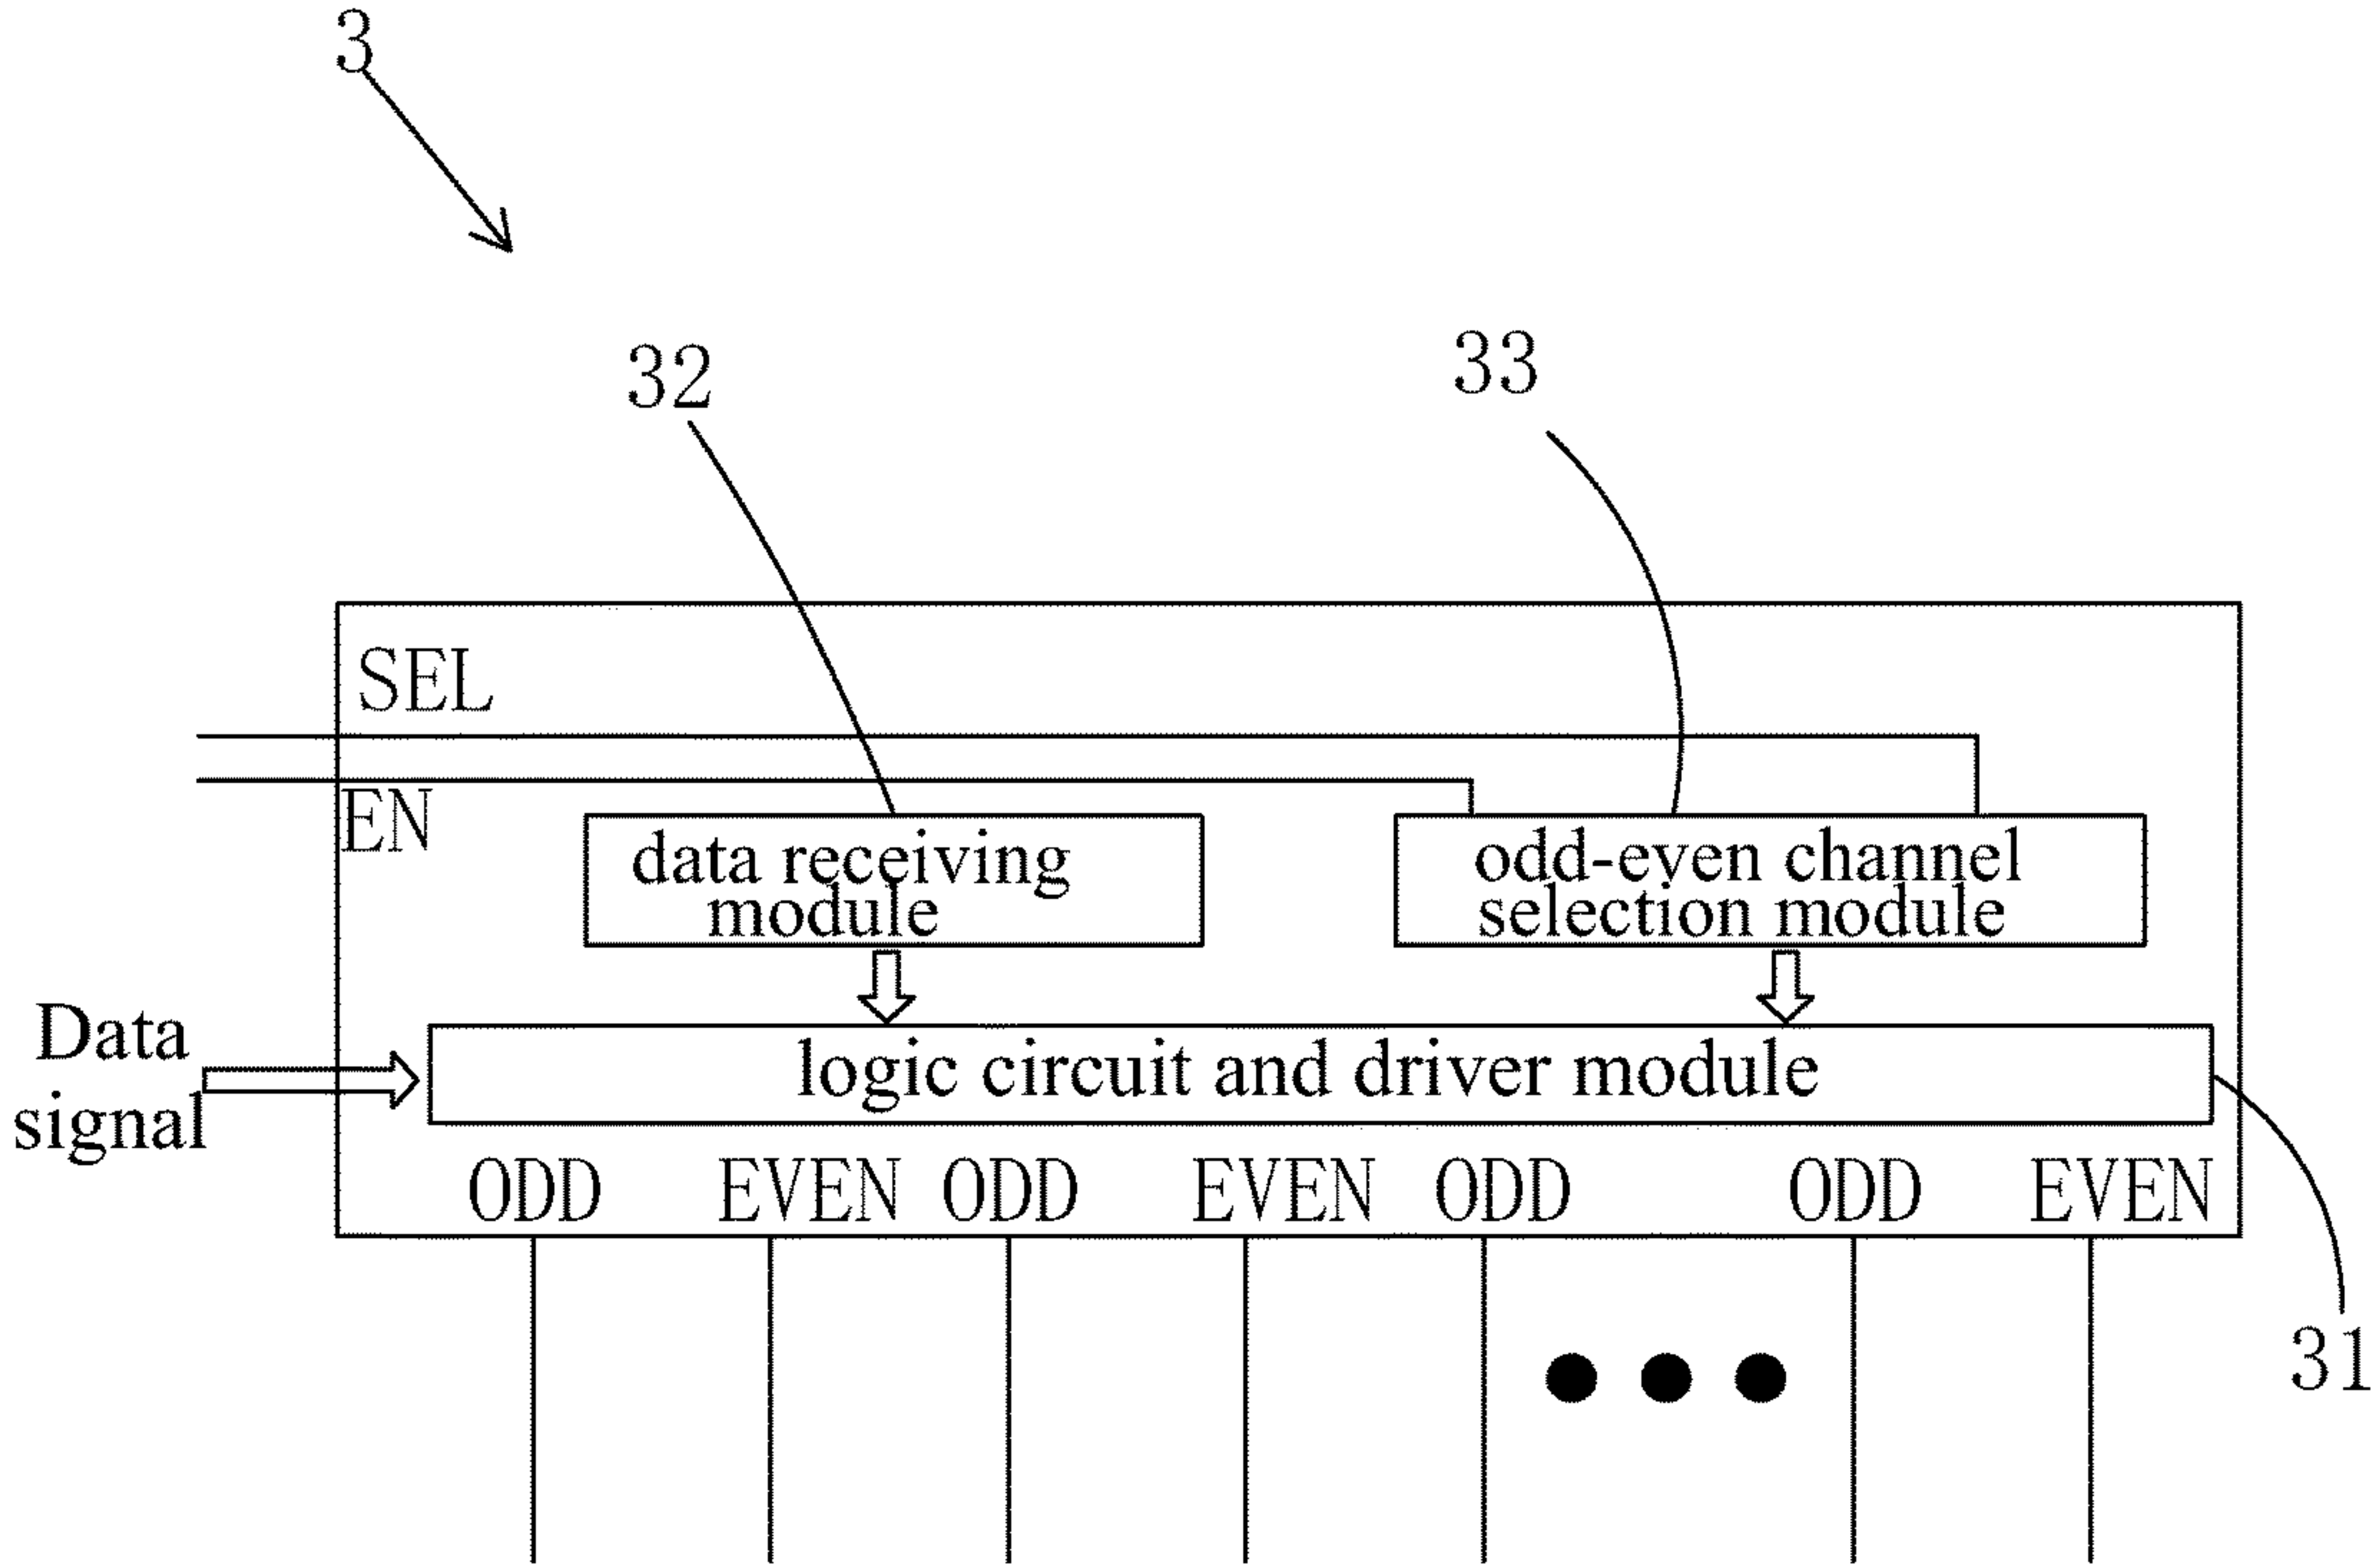 3
32
33
SEL
EN
data receiving
module
odd-even channel
selection module
Data
signal
logic circuit and driver module
ODD EVEN ODD EVEN ODD ODD EVEN
31